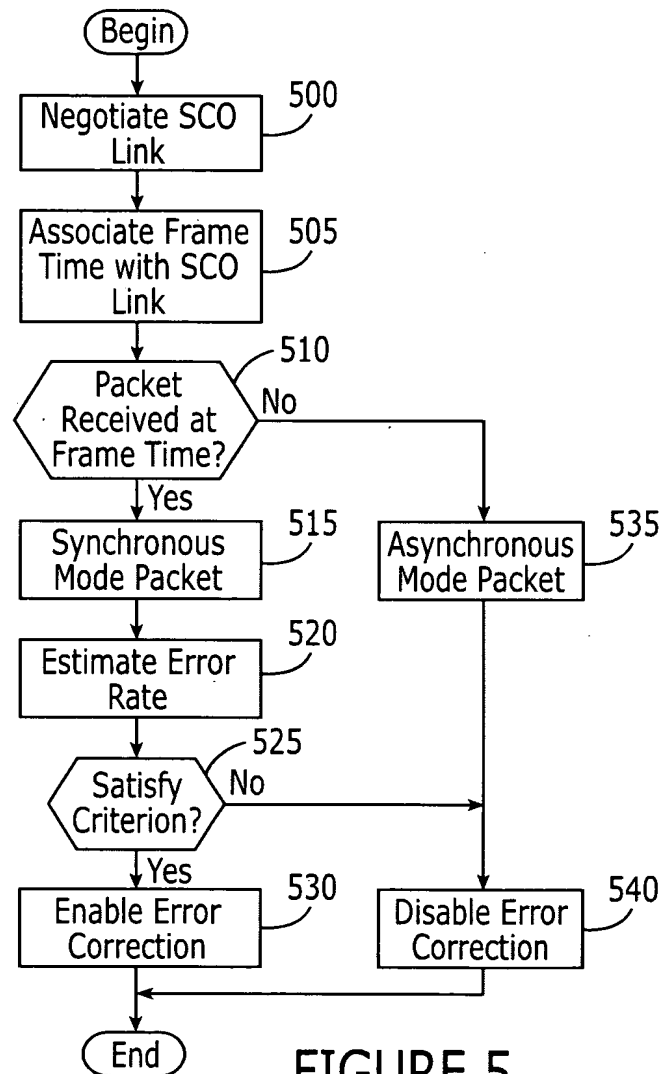 Begin
500
Negotiate SCO
Link
505
Associate Frame
Time with SCO
Link
510
Packet
Received at
Frame Time?
No
Yes
515
Synchronous
Mode Packet
535
Asynchronous
Mode Packet
520
Estimate Error
Rate
525
Satisfy
Criterion?
No
Yes
530
Enable Error
Correction
540
Disable Error
Correction
End
FIGURE 5